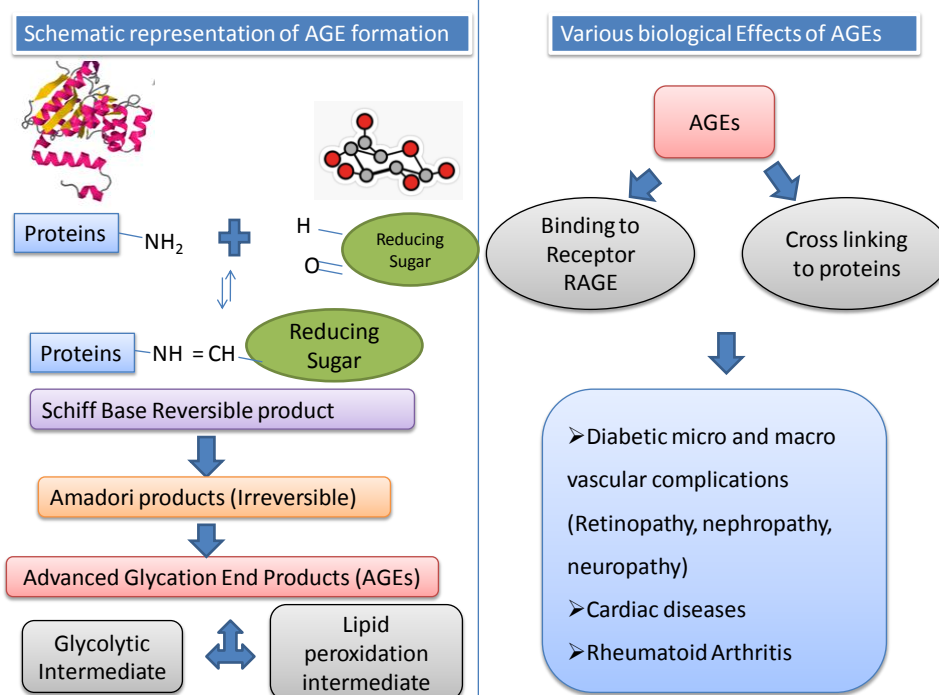 Schematic representation of AGE formation
Proteins
NH2
H
O
Reducing
Sugar
Proteins
NH = CH
Reducing
Sugar
Schiff Base Reversible product
Amadori products (Irreversible)
Advanced Glycation End Products (AGEs)
Glycolytic
Intermediate
Lipid
peroxidation
intermediate
Various biological Effects of AGEs
AGEs
Binding to
Receptor
RAGE
Cross linking
to proteins
➢Diabetic micro and macro
vascular complications
(Retinopathy, nephropathy,
neuropathy)
➢Cardiac diseases
➢Rheumatoid Arthritis